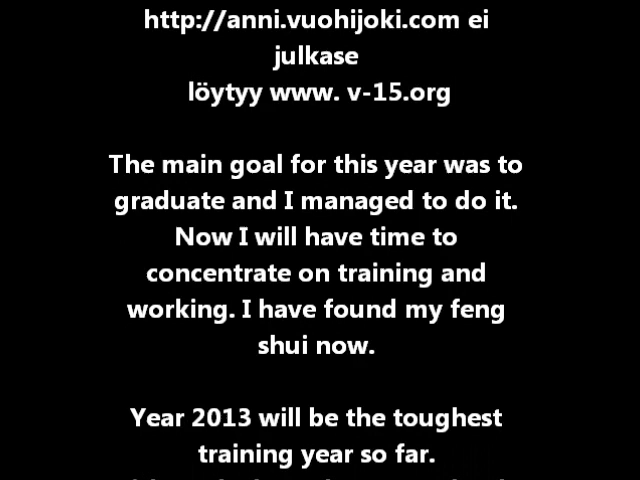 http://anni.vuohijoki.com ei
julkase
löytyy www. v-15.org
The main goal for this year was to
graduate and I managed to do it.
Now I will have time to
concentrate on training and
working. I have found my feng
shui now.
Year 2013 will be the toughest
training year so far.